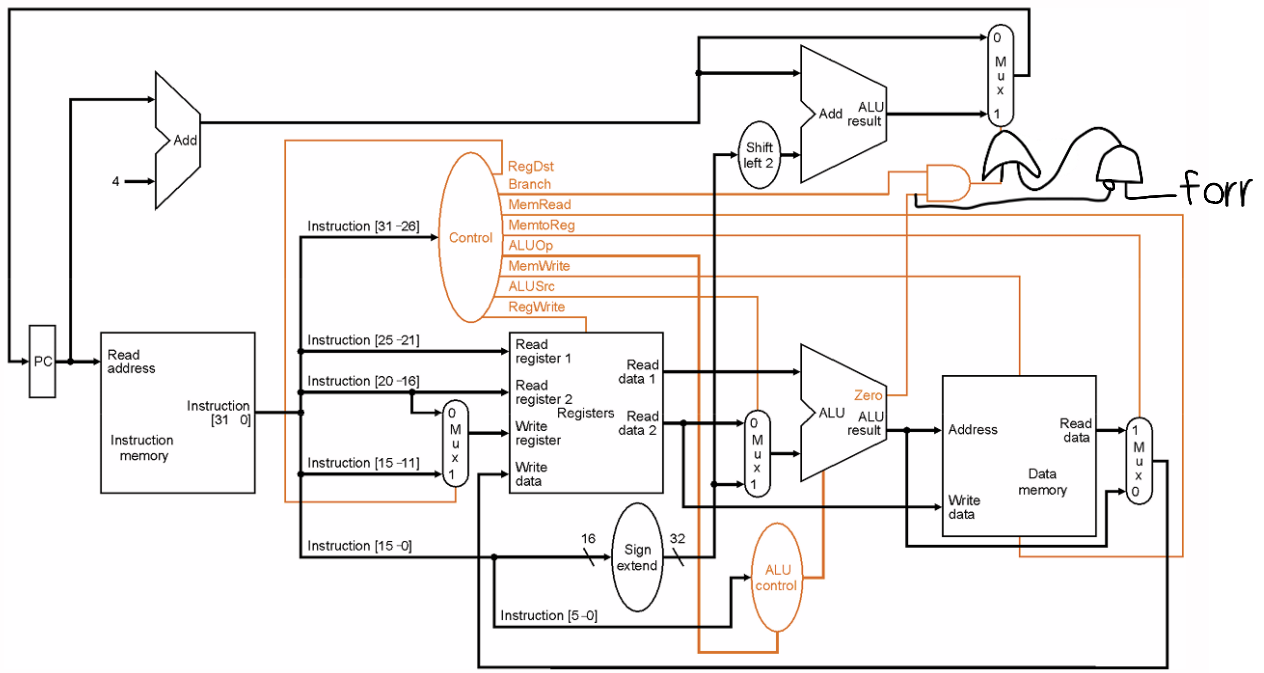 0
M
u
x
1
Add
ALU
result
Add
Shift
left 2
4
RegDst
Branch
MemRead
MemtoReg
ALUOp
MemWrite
ALUSrc
RegWrite
forr
Instruction [31–26]
Control
PC
Read
address
Instruction
[31 0]
Instruction
memory
Instruction [25–21]
Instruction [20–16]
Instruction [15–11]
Instruction [15–0]
0
M
u
x
1
Read
register 1
Read
register 2
Write
register
Write
data
Registers
Read
data 1
Read
data 2
0
M
u
x
1
Zero
ALU
ALU
result
Address
Write
data
Read
data
Data
memory
1
M
u
x
0
16
Sign
extend
32
ALU
control
Instruction [5–0]